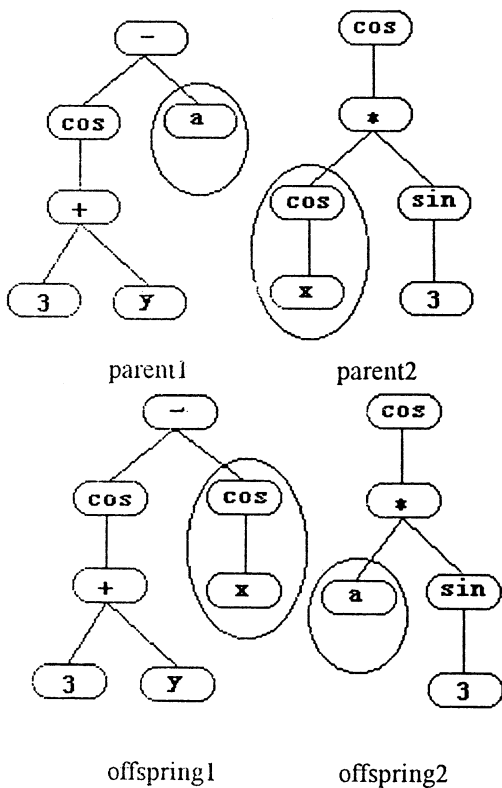 - cos
cos a *
+ cos sin
3 y x 3
parent1 parent2
- cos
cos cos *
+ x a sin
3 y 3
offspring1 offspring2